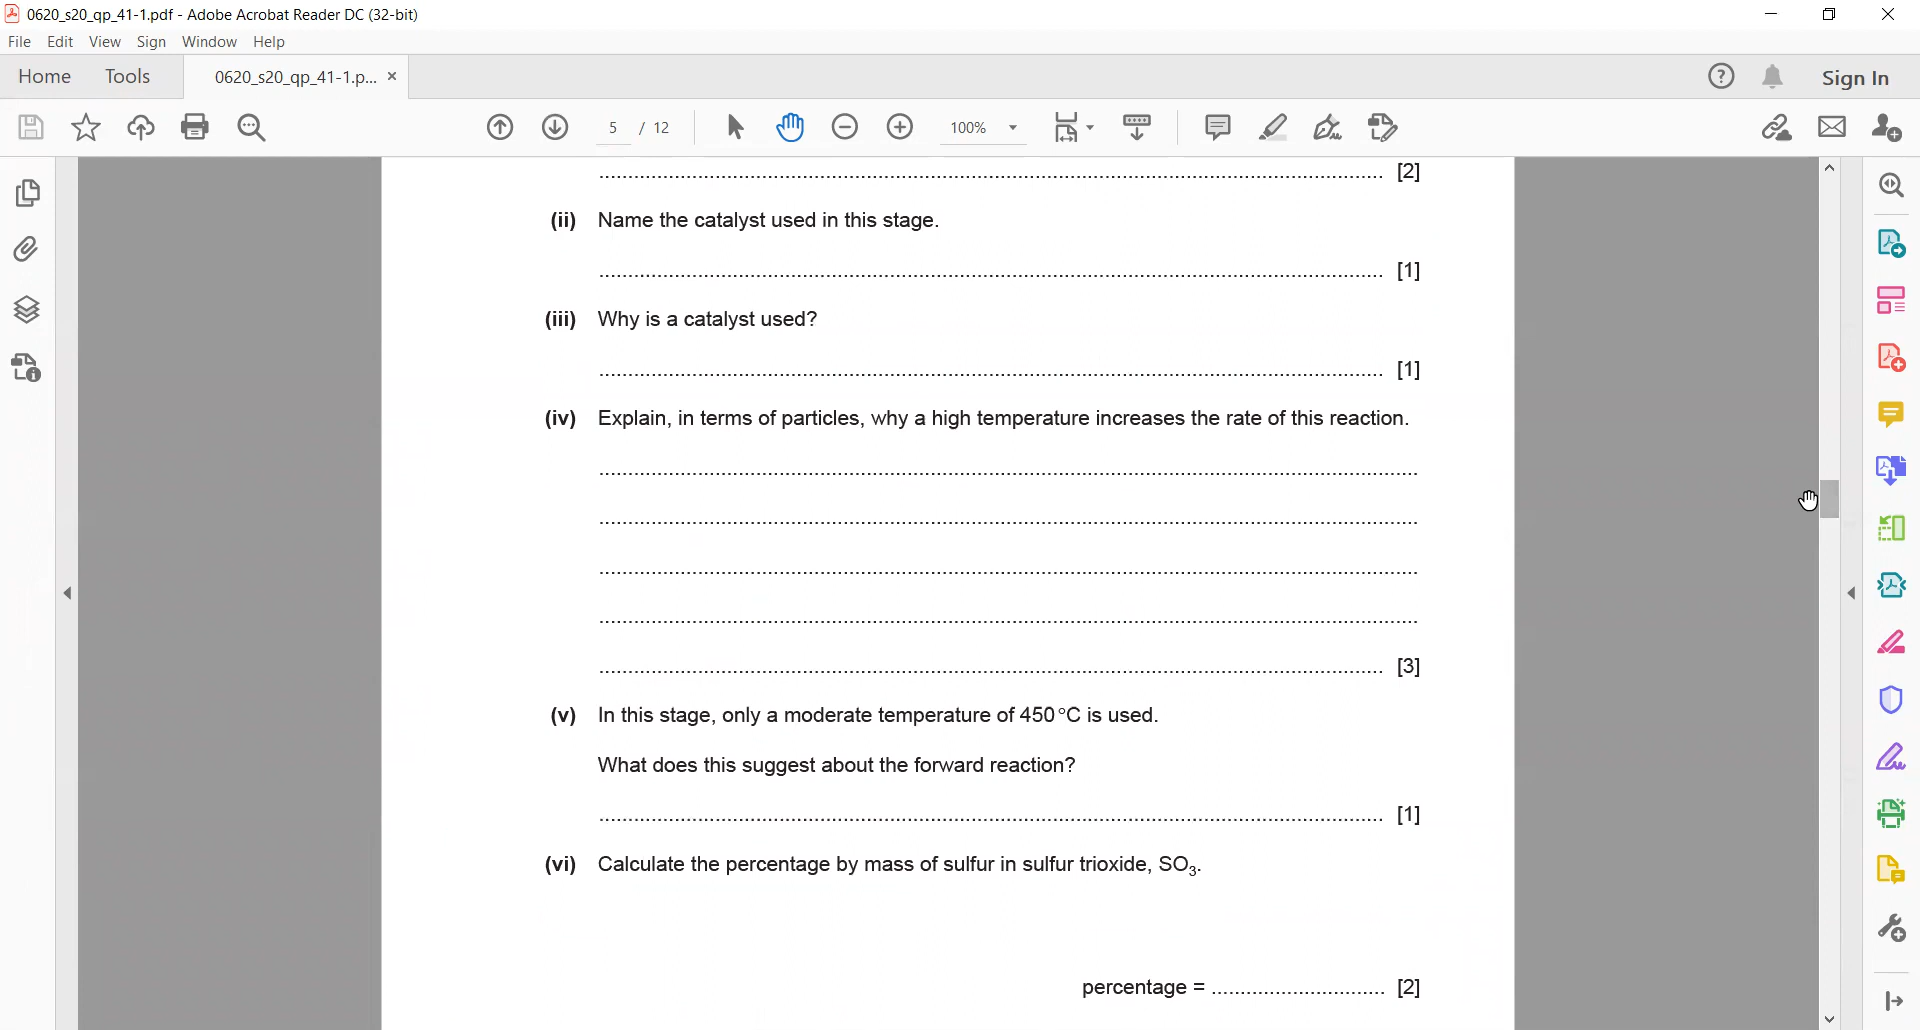 0620_s20_qp_41-1.pdf - Adobe Acrobat Reader DC (32-bit)
File Edit View Sign Window Help
Home Tools 0620_s20_qp_41-1.p... × Sign In
5 / 12 100%
........................................................................................................ [2]
(ii) Name the catalyst used in this stage.
........................................................................................................ [1]
(iii) Why is a catalyst used?
........................................................................................................ [1]
(iv) Explain, in terms of particles, why a high temperature increases the rate of this reaction.
........................................................................................................
........................................................................................................
........................................................................................................
........................................................................................................
........................................................................................................ [3]
(v) In this stage, only a moderate temperature of 450 °C is used.
What does this suggest about the forward reaction?
........................................................................................................ [1]
(vi) Calculate the percentage by mass of sulfur in sulfur trioxide, SO₃.
percentage = .............................. [2]